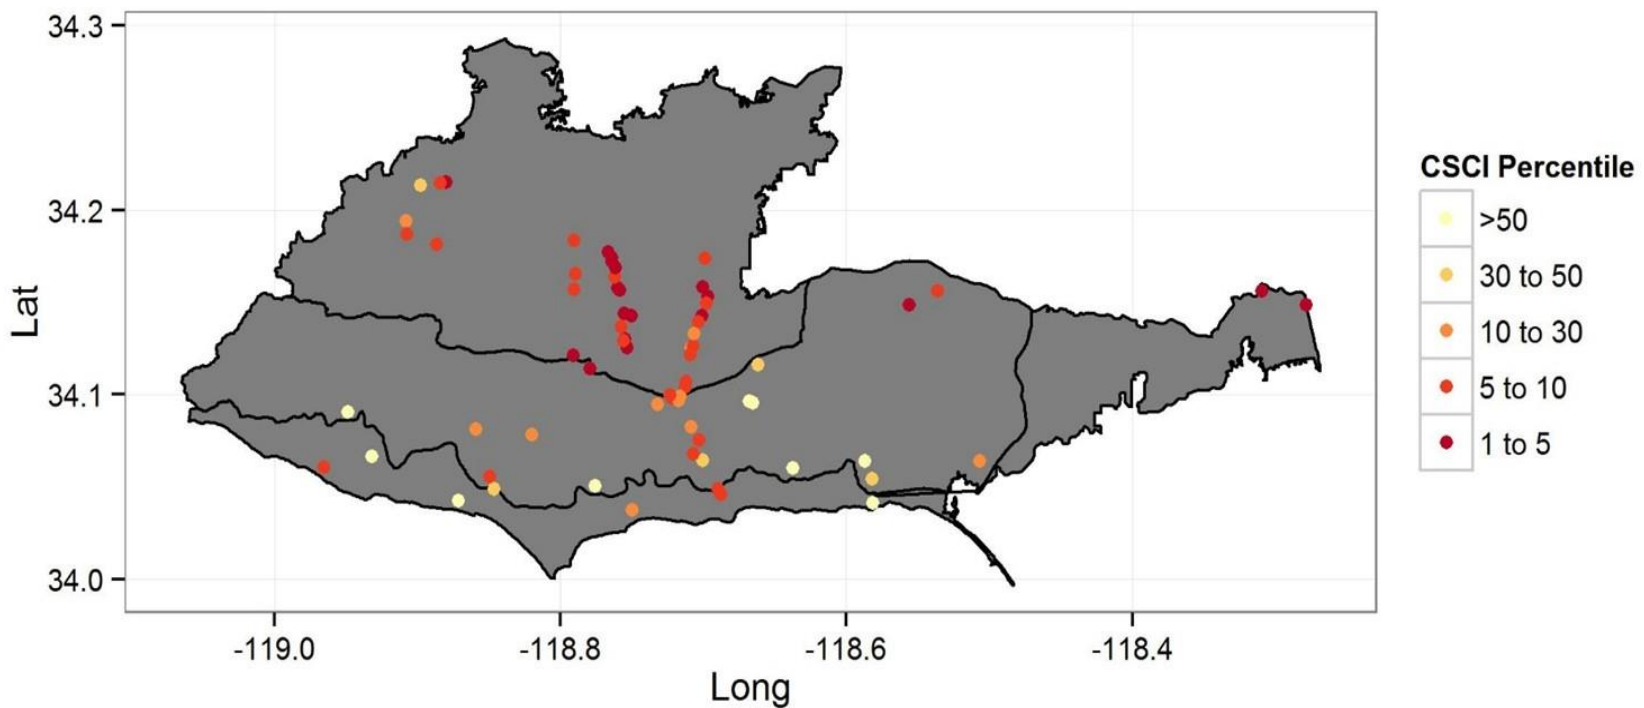 34.3
34.2
34.1
34.0
Lat
-119.0
-118.8
-118.6
-118.4
Long
CSCI Percentile
>50
30 to 50
10 to 30
5 to 10
1 to 5